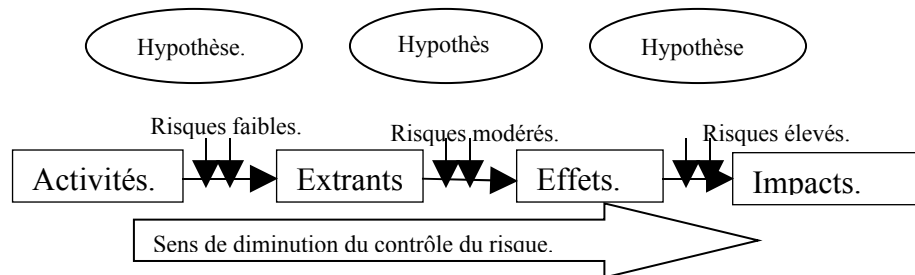 Hypothèse.
Hypothès
Hypothèse
Risques faibles.
Risques modérés.
Risques élevés.
Activités.
Extrants
Effets.
Impacts.
Sens de diminution du contrôle du risque.